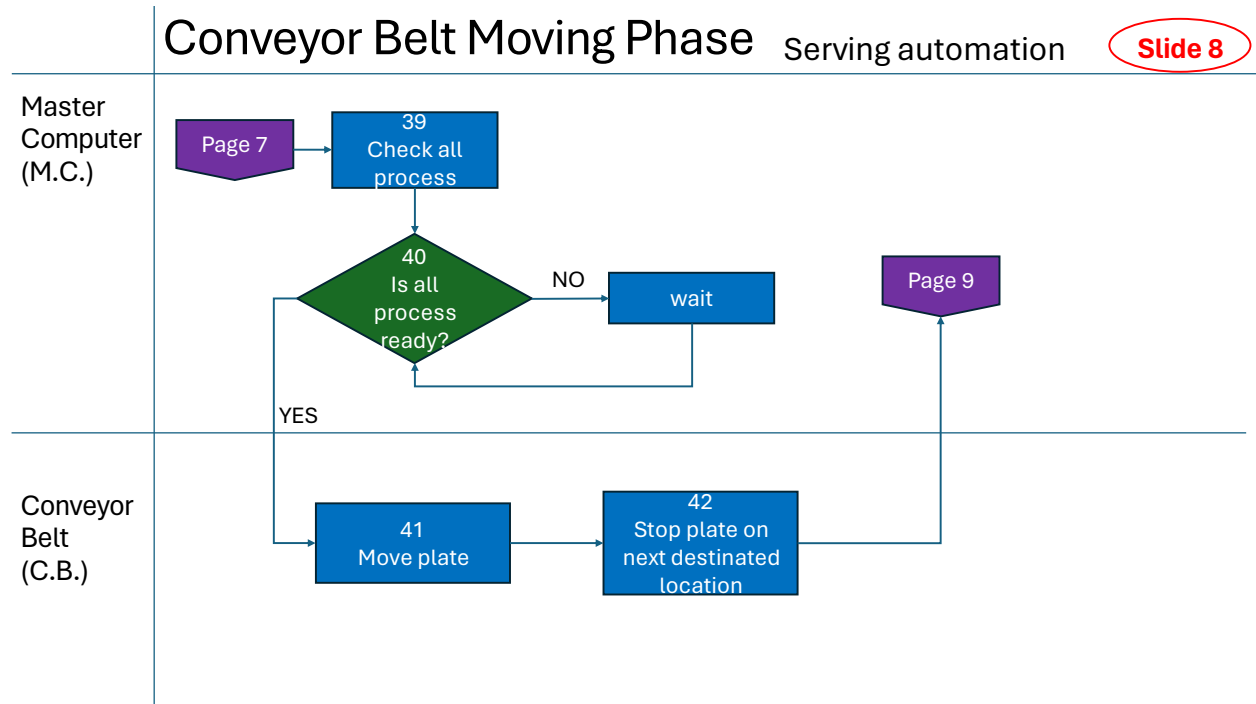 Conveyor Belt Moving Phase
Serving automation
Slide 8
Master
Computer
(M.C.)
Page 7
39
Check all
process
40
Is all
process
ready?
NO
wait
Page 9
YES
Conveyor
Belt
(C.B.)
41
Move plate
42
Stop plate on
next destinated
location